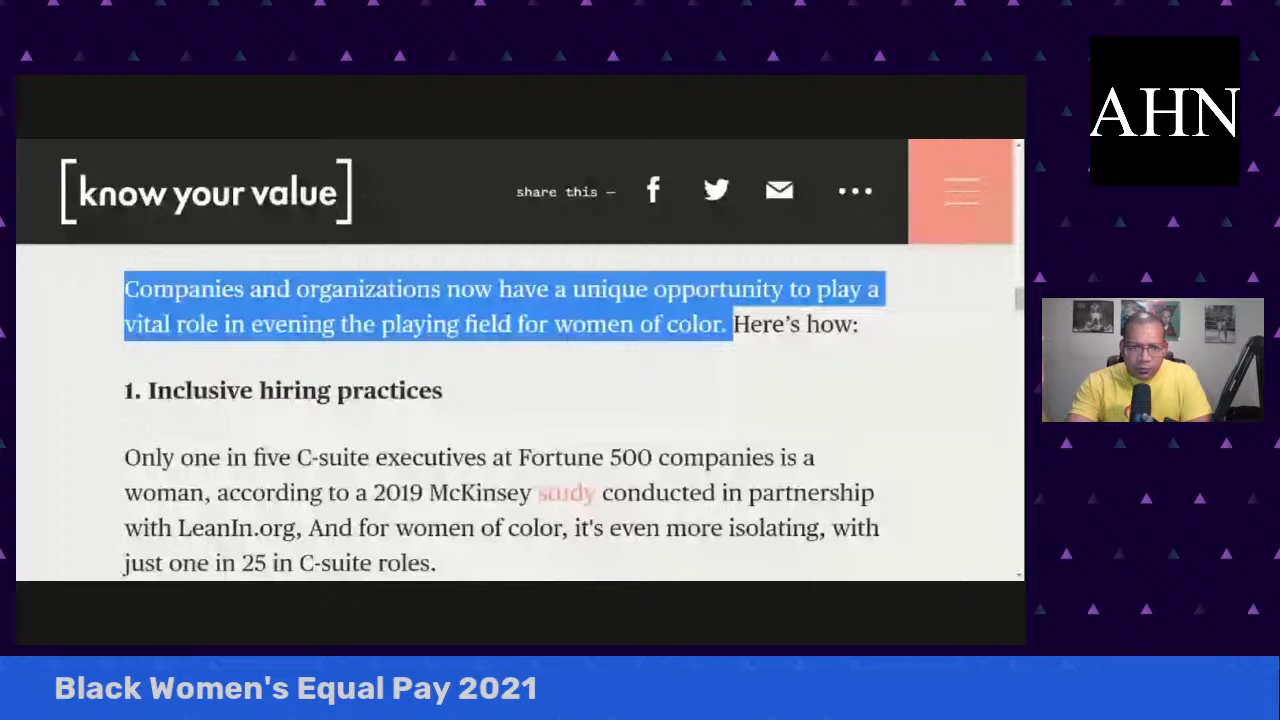 AHN
[know your value]
share this —
Companies and organizations now have a unique opportunity to play a
vital role in evening the playing field for women of color. Here’s how:
1. Inclusive hiring practices
Only one in five C-suite executives at Fortune 500 companies is a
woman, according to a 2019 McKinsey study conducted in partnership
with LeanIn.org, And for women of color, it's even more isolating, with
just one in 25 in C-suite roles.
Black Women's Equal Pay 2021